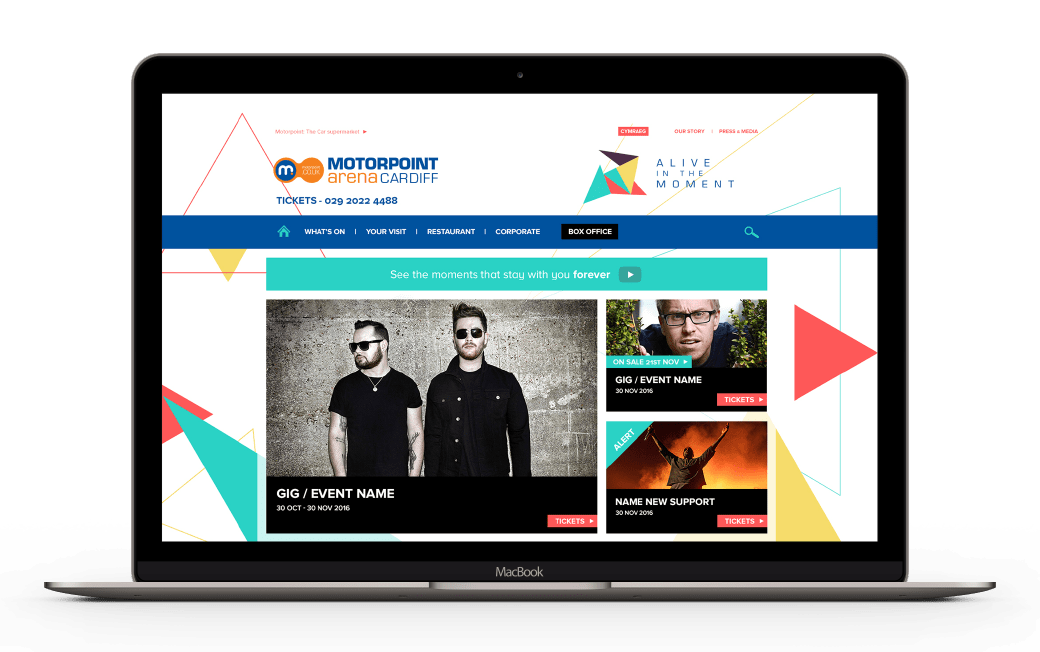 Motorpoint: The Car supermarket
CYMRAEG
OUR STORY | PRESS & MEDIA
m
MOTORPOINT
arena CARDIFF
TICKETS - 029 2022 4488
ALIVE
IN THE
MOMENT
WHAT'S ON | YOUR VISIT | RESTAURANT | CORPORATE
BOX OFFICE
See the moments that stay with you forever
GIG / EVENT NAME
30 OCT - 30 NOV 2016
TICKETS
ON SALE 21ST NOV
GIG / EVENT NAME
30 NOV 2016
TICKETS
ALERT
NAME NEW SUPPORT
30 NOV 2016
TICKETS
MacBook